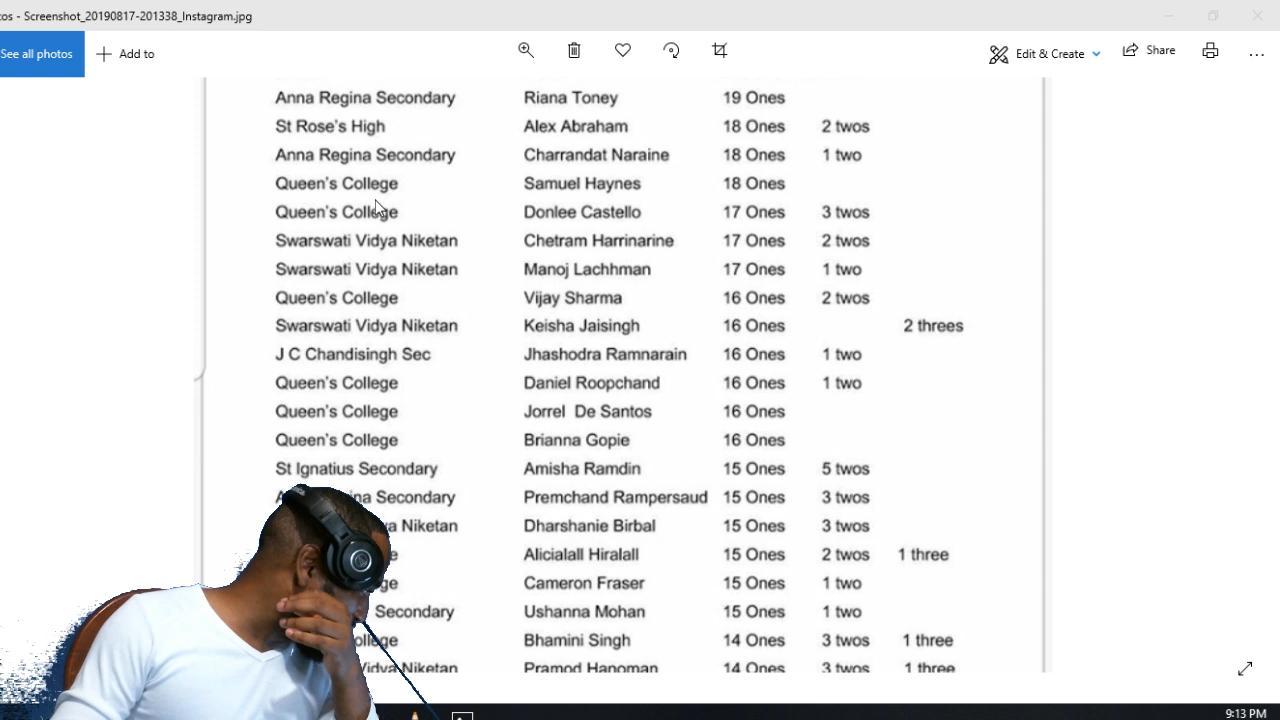 os - Screenshot_20190817-201338_Instagram.jpg
See all photos Add to Edit & Create Share
Anna Regina Secondary Riana Toney 19 Ones
St Rose's High Alex Abraham 18 Ones 2 twos
Anna Regina Secondary Charrandat Naraine 18 Ones 1 two
Queen's College Samuel Haynes 18 Ones
Queen's College Donlee Castello 17 Ones 3 twos
Swarswati Vidya Niketan Chetram Harrinarine 17 Ones 2 twos
Swarswati Vidya Niketan Manoj Lachhman 17 Ones 1 two
Queen's College Vijay Sharma 16 Ones 2 twos
Swarswati Vidya Niketan Keisha Jaisingh 16 Ones 2 threes
J C Chandisingh Sec Jhashodra Ramnarain 16 Ones 1 two
Queen's College Daniel Roopchand 16 Ones 1 two
Queen's College Jorrel De Santos 16 Ones
Queen's College Brianna Gopie 16 Ones
St Ignatius Secondary Amisha Ramdin 15 Ones 5 twos
na Secondary Premchand Rampersaud 15 Ones 3 twos
a Niketan Dharshanie Birbal 15 Ones 3 twos
e Alicialall Hiralall 15 Ones 2 twos 1 three
ge Cameron Fraser 15 Ones 1 two
Secondary Ushanna Mohan 15 Ones 1 two
ollege Bhamini Singh 14 Ones 3 twos 1 three
Vidya Niketan Pramod Hanoman 14 Ones 3 twos 1 three
9:13 PM